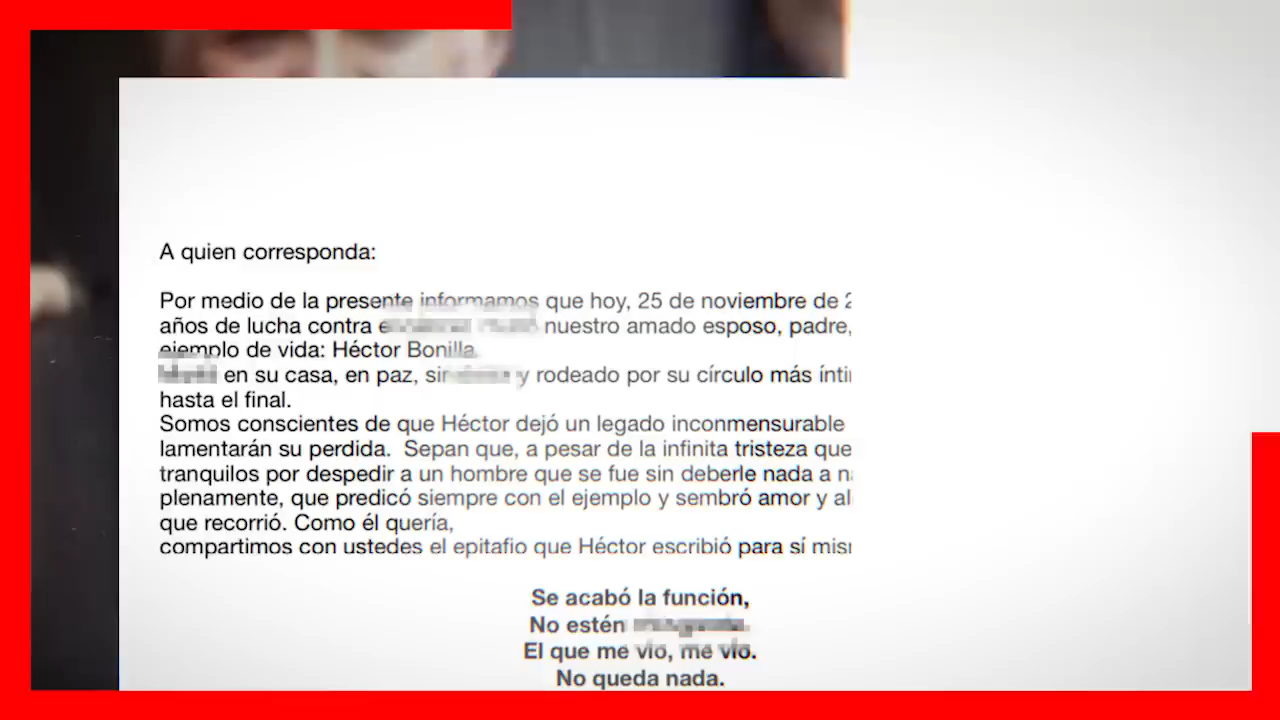 A quien corresponda:
Por medio de la presente informamos que hoy, 25 de noviembre de
años de lucha contra nuestro amado esposo, padre,
ejemplo de vida: Héctor Bonilla.
en su casa, en paz, sin y rodeado por su círculo más
hasta el final.
Somos conscientes de que Héctor dejó un legado inconmensurable
lamentarán su perdida. Sepan que, a pesar de la infinita tristeza que
tranquilos por despedir a un hombre que se fue sin deberle nada a
plenamente, que predicó siempre con el ejemplo y sembró amor y
que recorrió. Como él quería,
compartimos con ustedes el epitafio que Héctor escribió para sí
Se acabó la función,
No estén
El que me vio, me vio.
No queda nada.